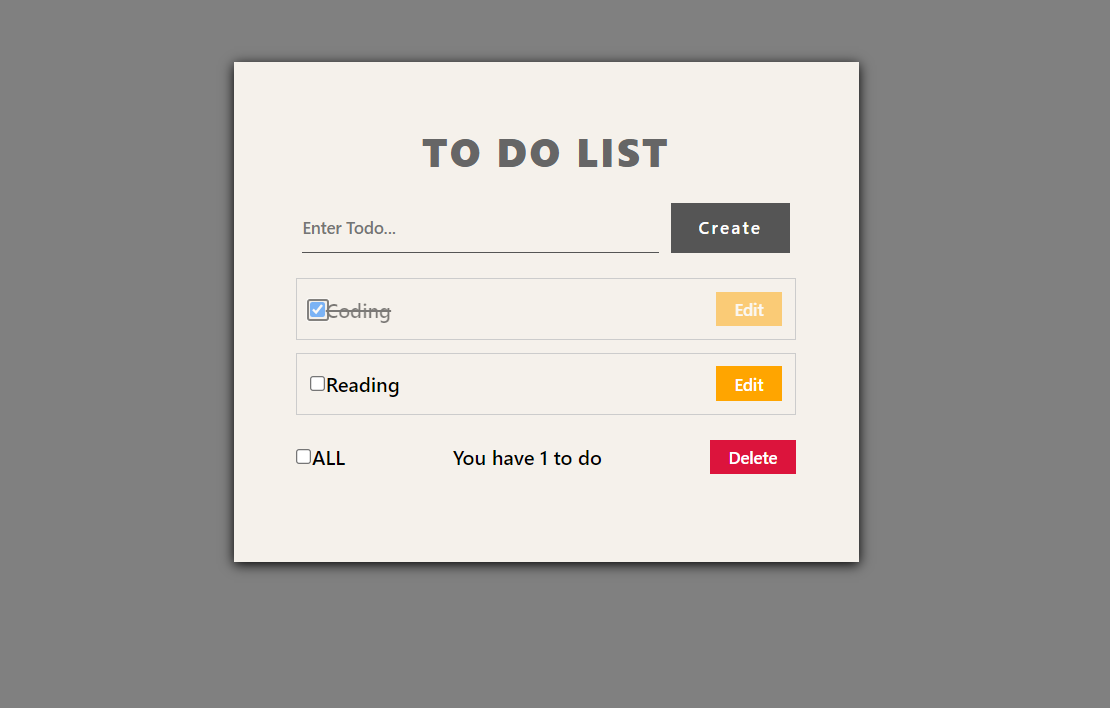 TO DO LIST
Enter Todo...
Create
Coding
Edit
Reading
Edit
ALL
You have 1 to do
Delete